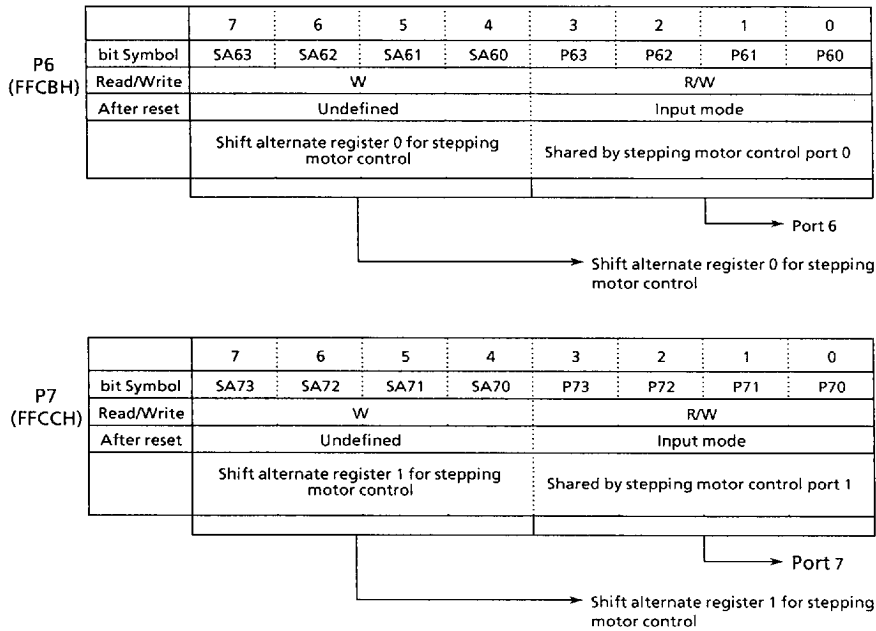 7 6 5 4 3 2 1 0
P6
(FFCBH)
bit Symbol SA63 SA62 SA61 SA60 P63 P62 P61 P60
Read/Write W R/W
After reset Undefined Input mode
Shift alternate register 0 for stepping
motor control
Shared by stepping motor control port 0
Port 6
Shift alternate register 0 for stepping
motor control
7 6 5 4 3 2 1 0
P7
(FFCCH)
bit Symbol SA73 SA72 SA71 SA70 P73 P72 P71 P70
Read/Write W R/W
After reset Undefined Input mode
Shift alternate register 1 for stepping
motor control
Shared by stepping motor control port 1
Port 7
Shift alternate register 1 for stepping
motor control